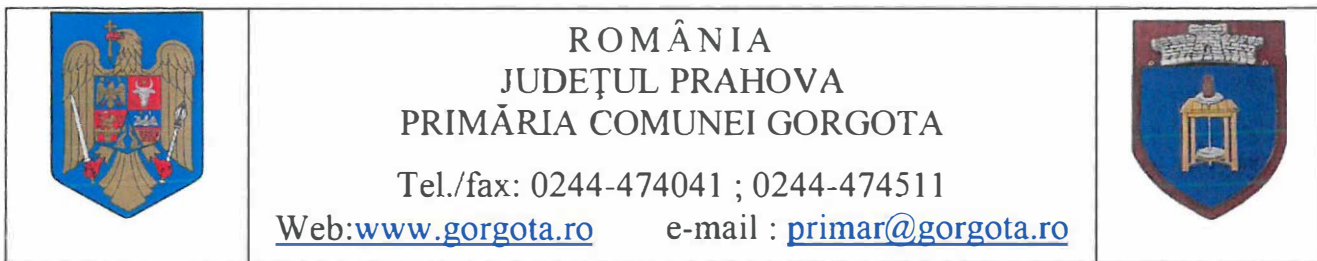 ROMÂNIA
JUDEŢUL PRAHOVA
PRIMĂRIA COMUNEI GORGOTA
Tel./fax: 0244-474041 ; 0244-474511
Web:www.gorgota.ro e-mail : primar@gorgota.ro